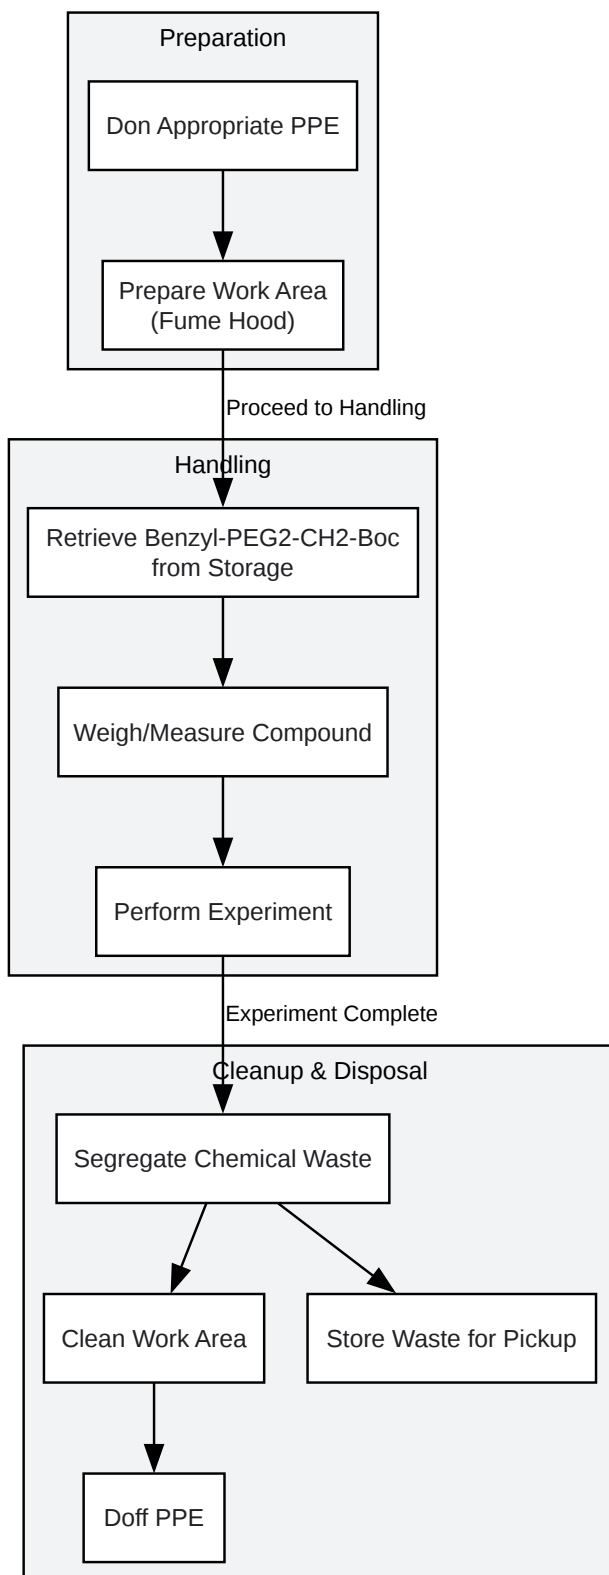 Preparation
Don Appropriate PPE
Prepare Work Area
(Fume Hood)
Proceed to Handling
Handling
Retrieve Benzyl-PEG2-CH2-Boc
from Storage
Weigh/Measure Compound
Perform Experiment
Experiment Complete
Cleanup & Disposal
Segregate Chemical Waste
Clean Work Area
Store Waste for Pickup
Doff PPE